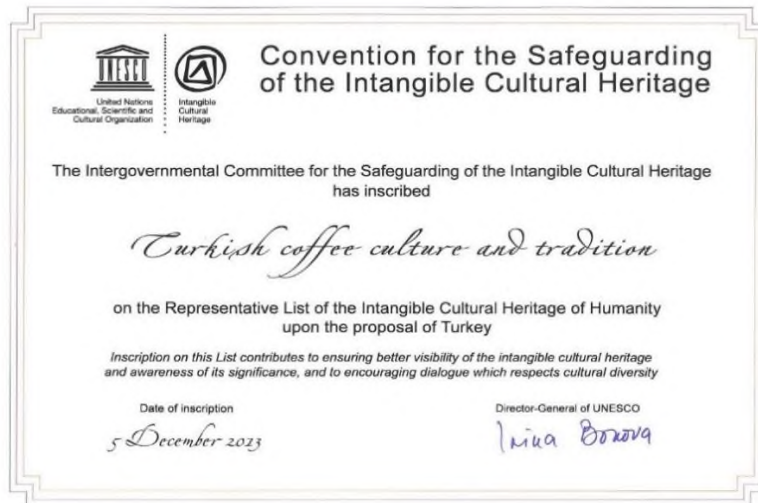 UNESCO
United Nations
Educational, Scientific and
Cultural Organization
Intangible
Cultural
Heritage
Convention for the Safeguarding
of the Intangible Cultural Heritage
The Intergovernmental Committee for the Safeguarding of the Intangible Cultural Heritage
has inscribed
Turkish coffee culture and tradition
on the Representative List of the Intangible Cultural Heritage of Humanity
upon the proposal of Turkey
Inscription on this List contributes to ensuring better visibility of the intangible cultural heritage
and awareness of its significance, and to encouraging dialogue which respects cultural diversity
Date of inscription
5 December 2013
Director-General of UNESCO
Irina Bokova